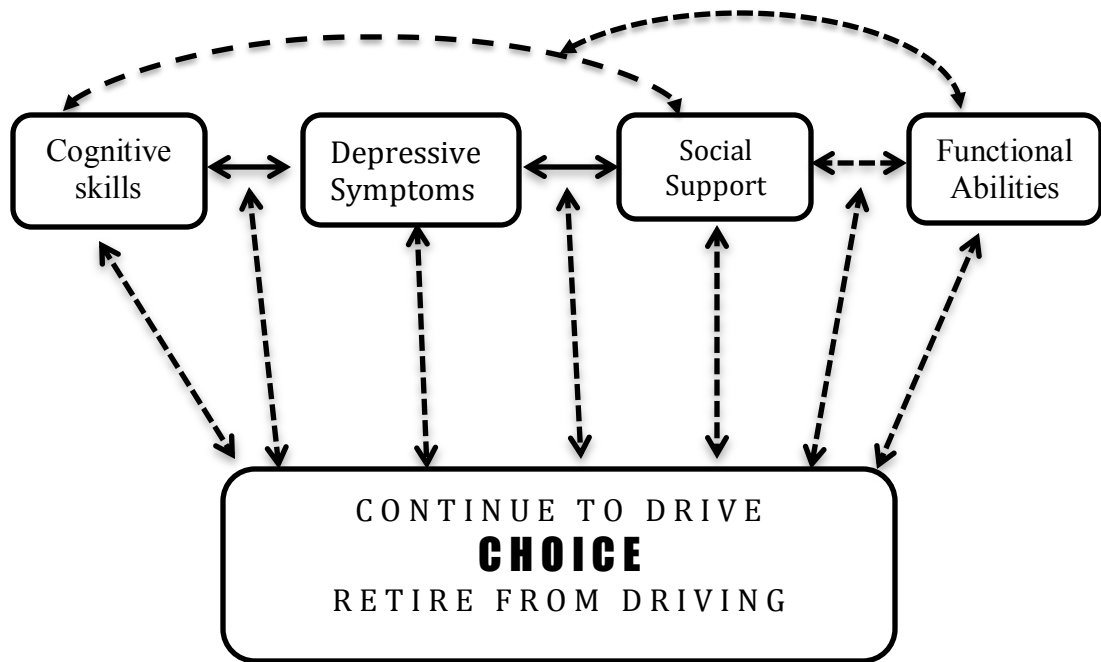 Cognitive
skills
Depressive
Symptoms
Social
Support
Functional
Abilities
CONTINUE TO DRIVE
CHOICE
RETIRE FROM DRIVING